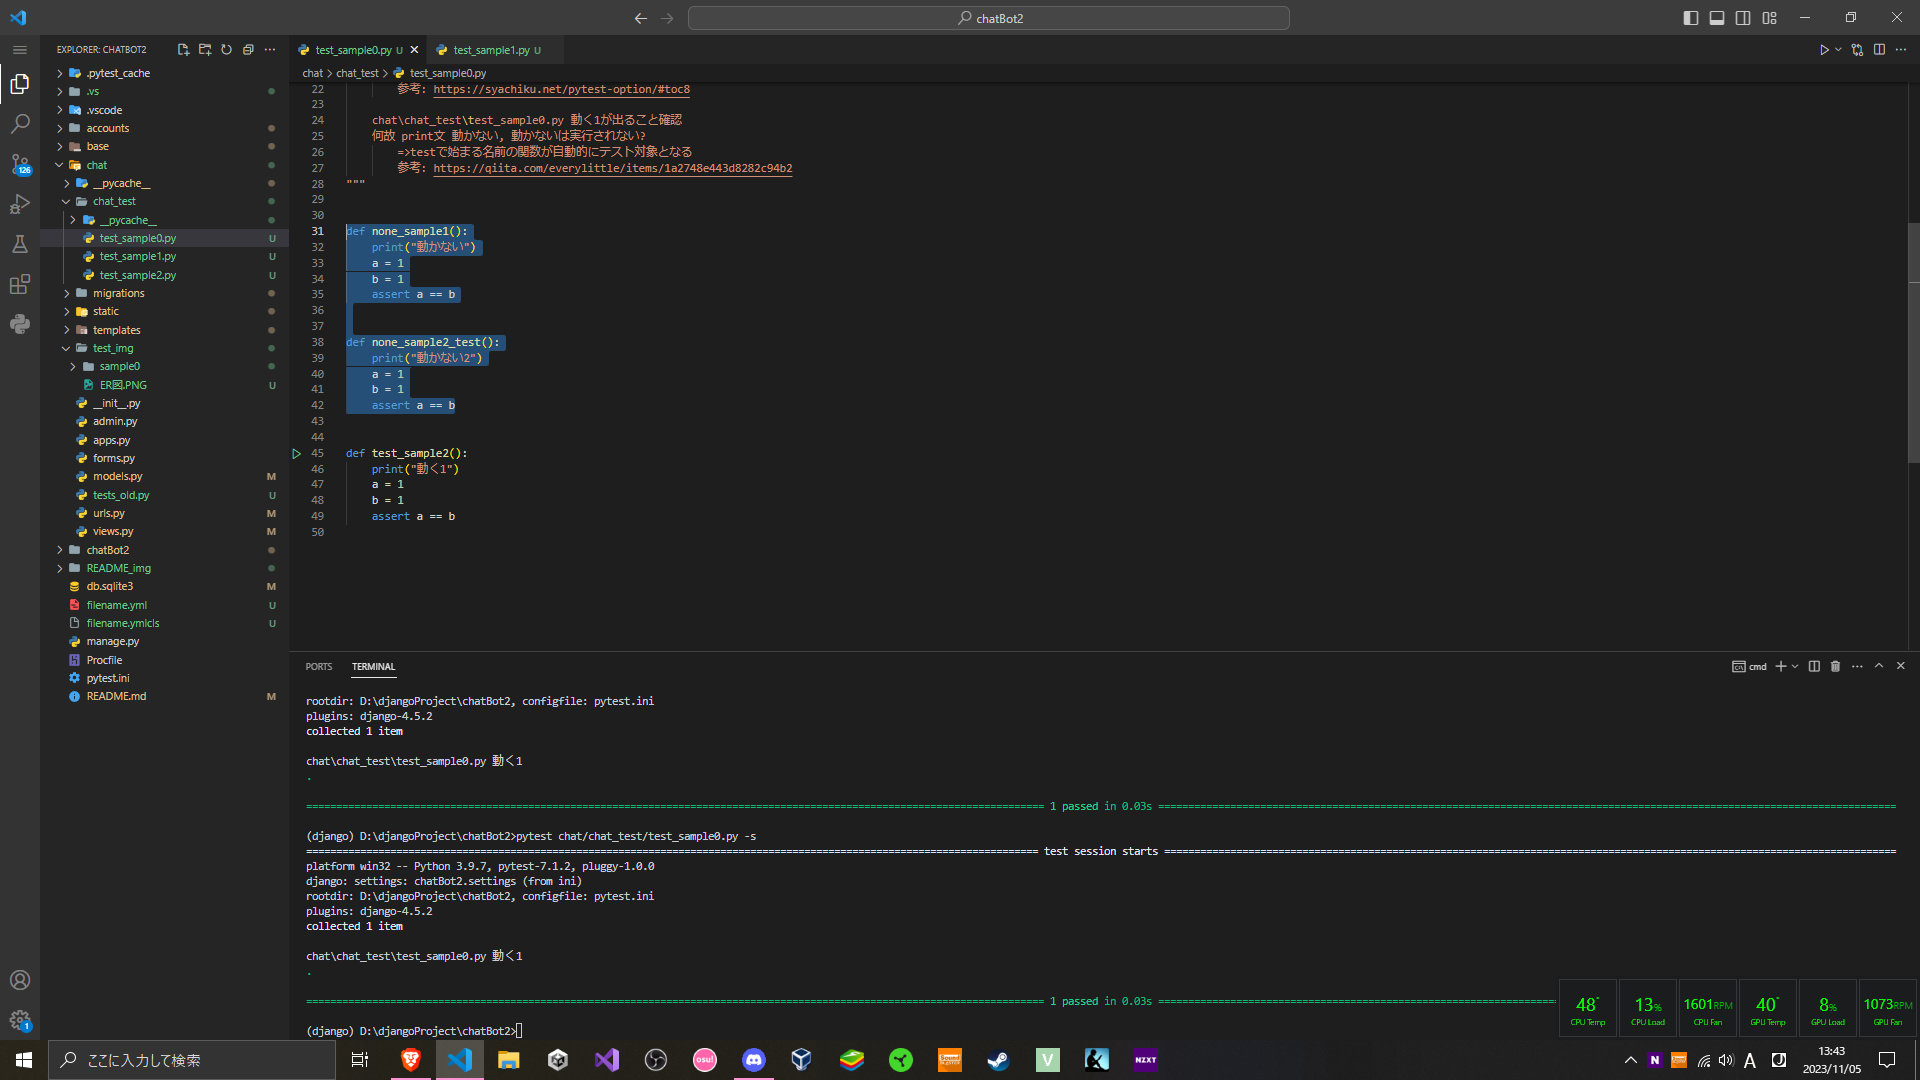 chatBot2
EXPLORER: CHATBOT2
.pytest_cache
.vs
.vscode
accounts
base
chat
__pycache__
chat_test
__pycache__
test_sample0.py U
test_sample1.py U
test_sample2.py U
migrations
static
templates
test_img
sample0
ER図.PNG U
__init__.py
admin.py
apps.py
forms.py
models.py M
tests_old.py U
urls.py M
views.py M
chatBot2
README_img
db.sqlite3 M
filename.yml U
filename.ymlcls U
manage.py
Procfile
pytest.ini
README.md M
126
1
test_sample0.py U
test_sample1.py U
chat > chat_test > test_sample0.py
22 参考: https://syachiku.net/pytest-option/#toc8
23
24 chat\chat_test\test_sample0.py 動く1が出ること確認
25 何故 print文 動かない, 動かないは実行されない?
26 =>testで始まる名前の関数が自動的にテスト対象となる
27 参考: https://qiita.com/everylittle/items/1a2748e443d8282c94b2
28 """
29
30
31 def none_sample1():
32 print("動かない")
33 a = 1
34 b = 1
35 assert a == b
36
37
38 def none_sample2_test():
39 print("動かない2")
40 a = 1
41 b = 1
42 assert a == b
43
44
45 def test_sample2():
46 print("動く1")
47 a = 1
48 b = 1
49 assert a == b
50
PORTS TERMINAL
cmd
rootdir: D:\djangoProject\chatBot2, configfile: pytest.ini
plugins: django-4.5.2
collected 1 item
chat\chat_test\test_sample0.py 動く1
.
1 passed in 0.03s
(django) D:\djangoProject\chatBot2>pytest chat/chat_test/test_sample0.py -s
test session starts
platform win32 -- Python 3.9.7, pytest-7.1.2, pluggy-1.0.0
django: settings: chatBot2.settings (from ini)
rootdir: D:\djangoProject\chatBot2, configfile: pytest.ini
plugins: django-4.5.2
collected 1 item
chat\chat_test\test_sample0.py 動く1
.
1 passed in 0.03s
(django) D:\djangoProject\chatBot2>
48° 13% 1601RPM 40° 8% 1073RPM
CPU Temp CPU Load CPU Fan GPU Temp GPU Load GPU Fan
ここに入力して検索
osu!
V
NZXT
N
A
13:43
2023/11/05